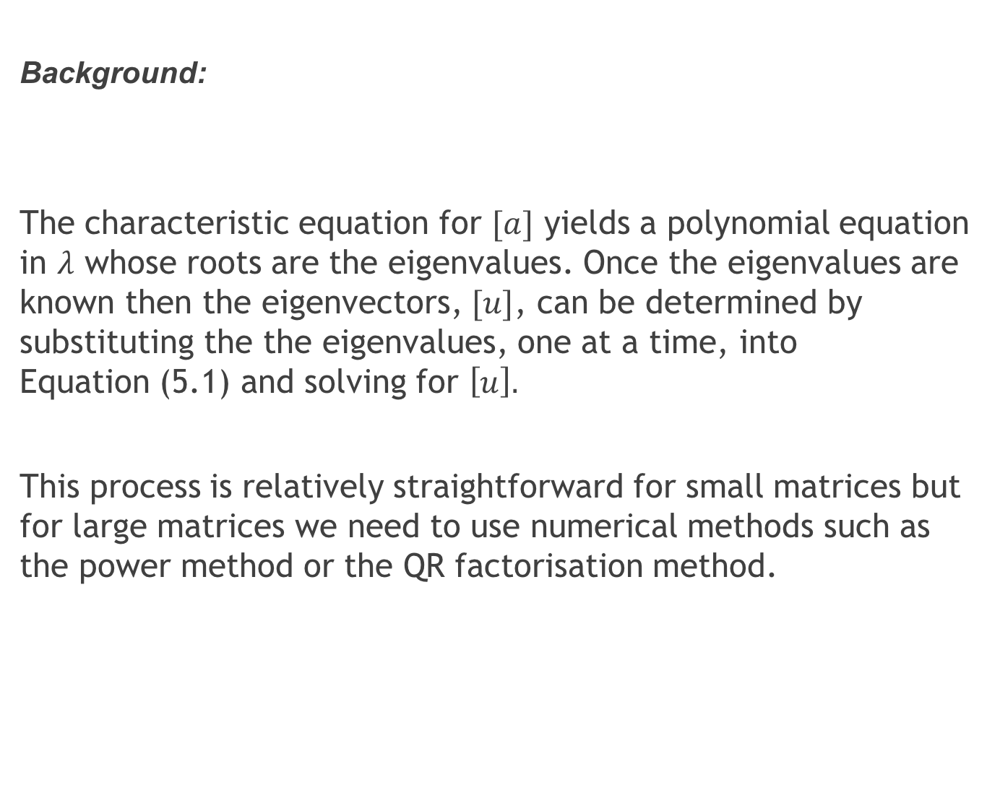 Background:
The characteristic equation for [a] yields a polynomial equation
in λ whose roots are the eigenvalues. Once the eigenvalues are
known then the eigenvectors, [u], can be determined by
substituting the the eigenvalues, one at a time, into
Equation (5.1) and solving for [u].
This process is relatively straightforward for small matrices but
for large matrices we need to use numerical methods such as
the power method or the QR factorisation method.